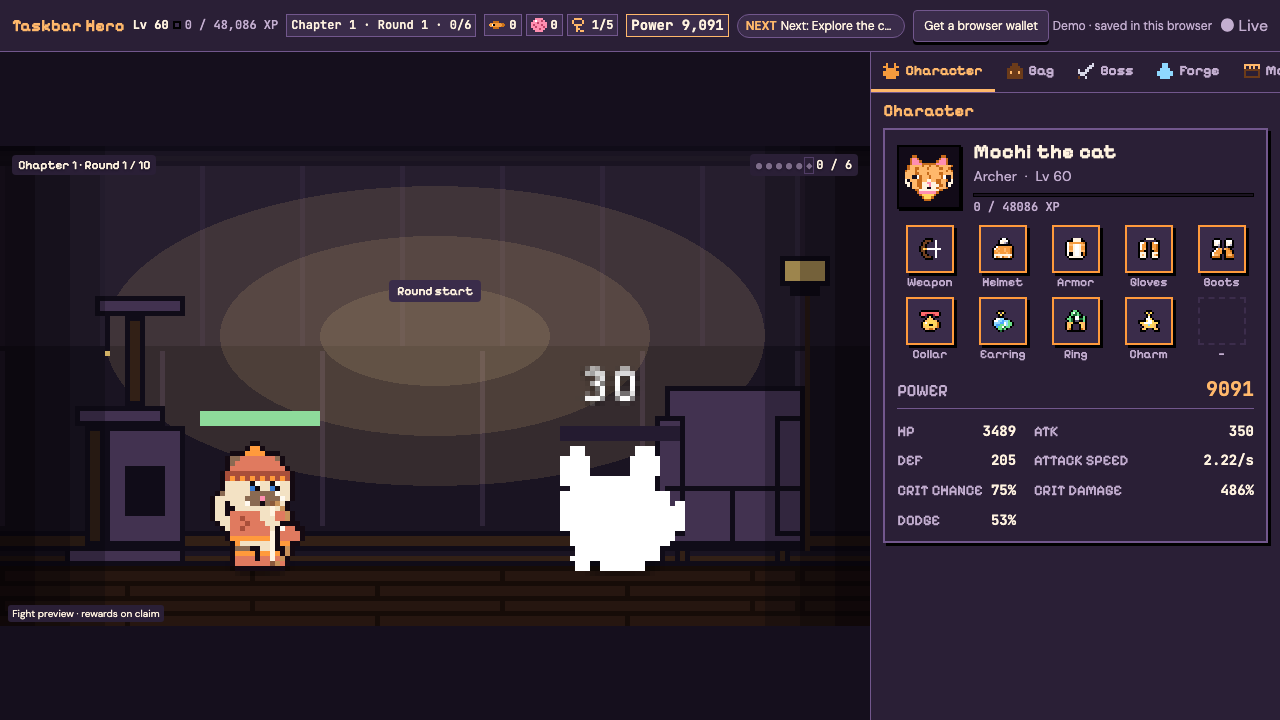 Taskbar Hero Lv 60 0 / 48,086 XP Chapter 1 · Round 1 · 0/6 0 0 1/5 Power 9,091 NEXT Next: Explore the c… Get a browser wallet Demo · saved in this browser Live
Character Bag Boss Forge
Chapter 1 · Round 1 / 10
0 / 6
Round start
30
Fight preview · rewards on claim
Character
Mochi the cat
Archer · Lv 60
0 / 48086 XP
Weapon Helmet Armor Gloves Boots
Collar Earring Ring Charm –
POWER 9091
HP 3489 ATK 350
DEF 205 ATTACK SPEED 2.22/s
CRIT CHANCE 75% CRIT DAMAGE 486%
DODGE 53%